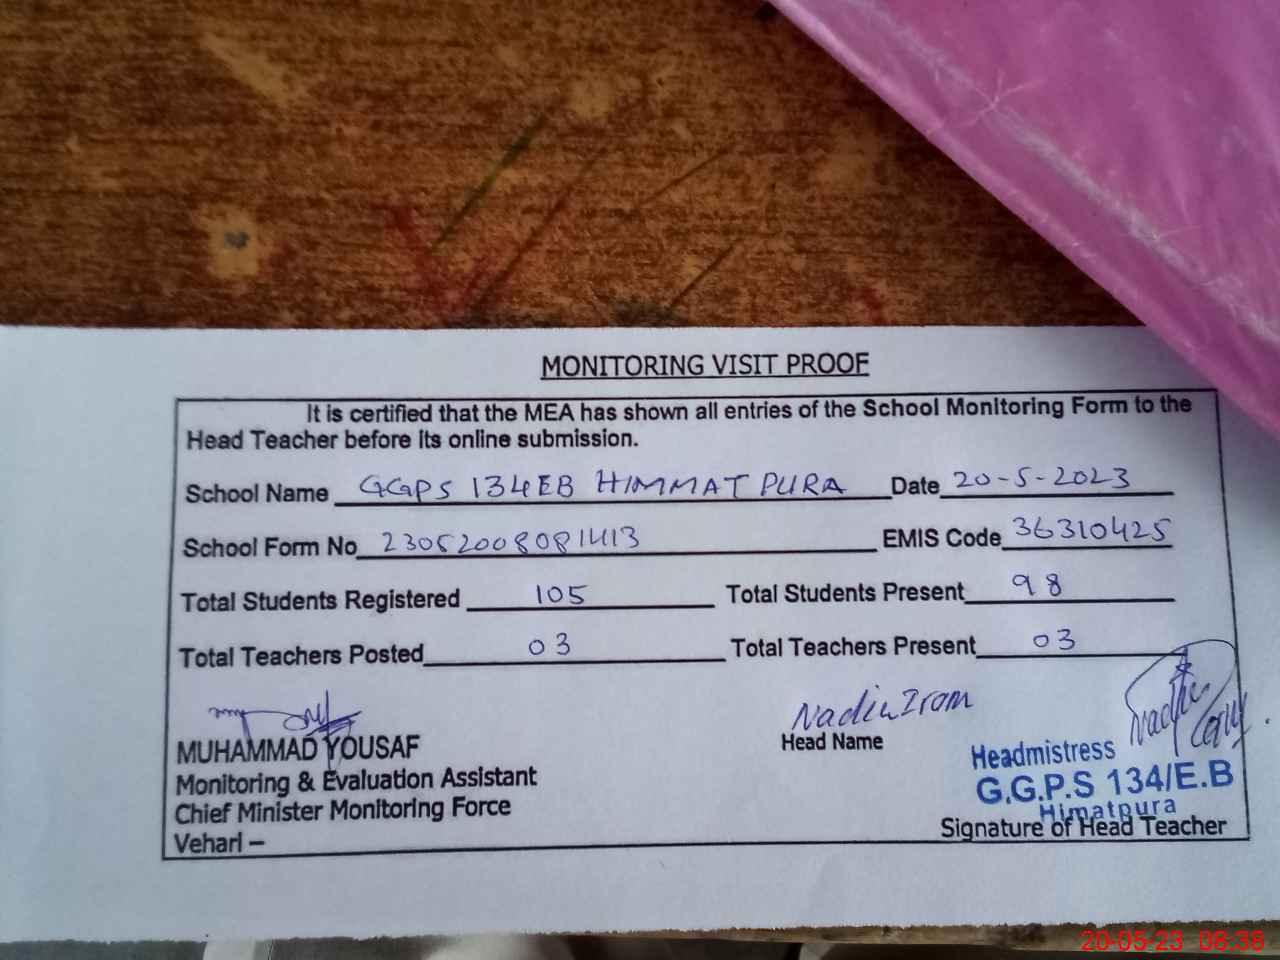 MONITORING VISIT PROOF
It is certified that the MEA has shown all entries of the School Monitoring Form to the
Head Teacher before its online submission.
School Name GGPS 134EB HIMMAT PURA Date 20-5-2023
School Form No 23052008081413 EMIS Code 36310425
Total Students Registered 105 Total Students Present 98
Total Teachers Posted 03 Total Teachers Present 03
MUHAMMAD YOUSAF
Monitoring & Evaluation Assistant
Chief Minister Monitoring Force
Vehari –
Head Name
Headmistress
G.G.P.S 134/E.B
Himatpura
Signature of Head Teacher
20-05-23 08:38